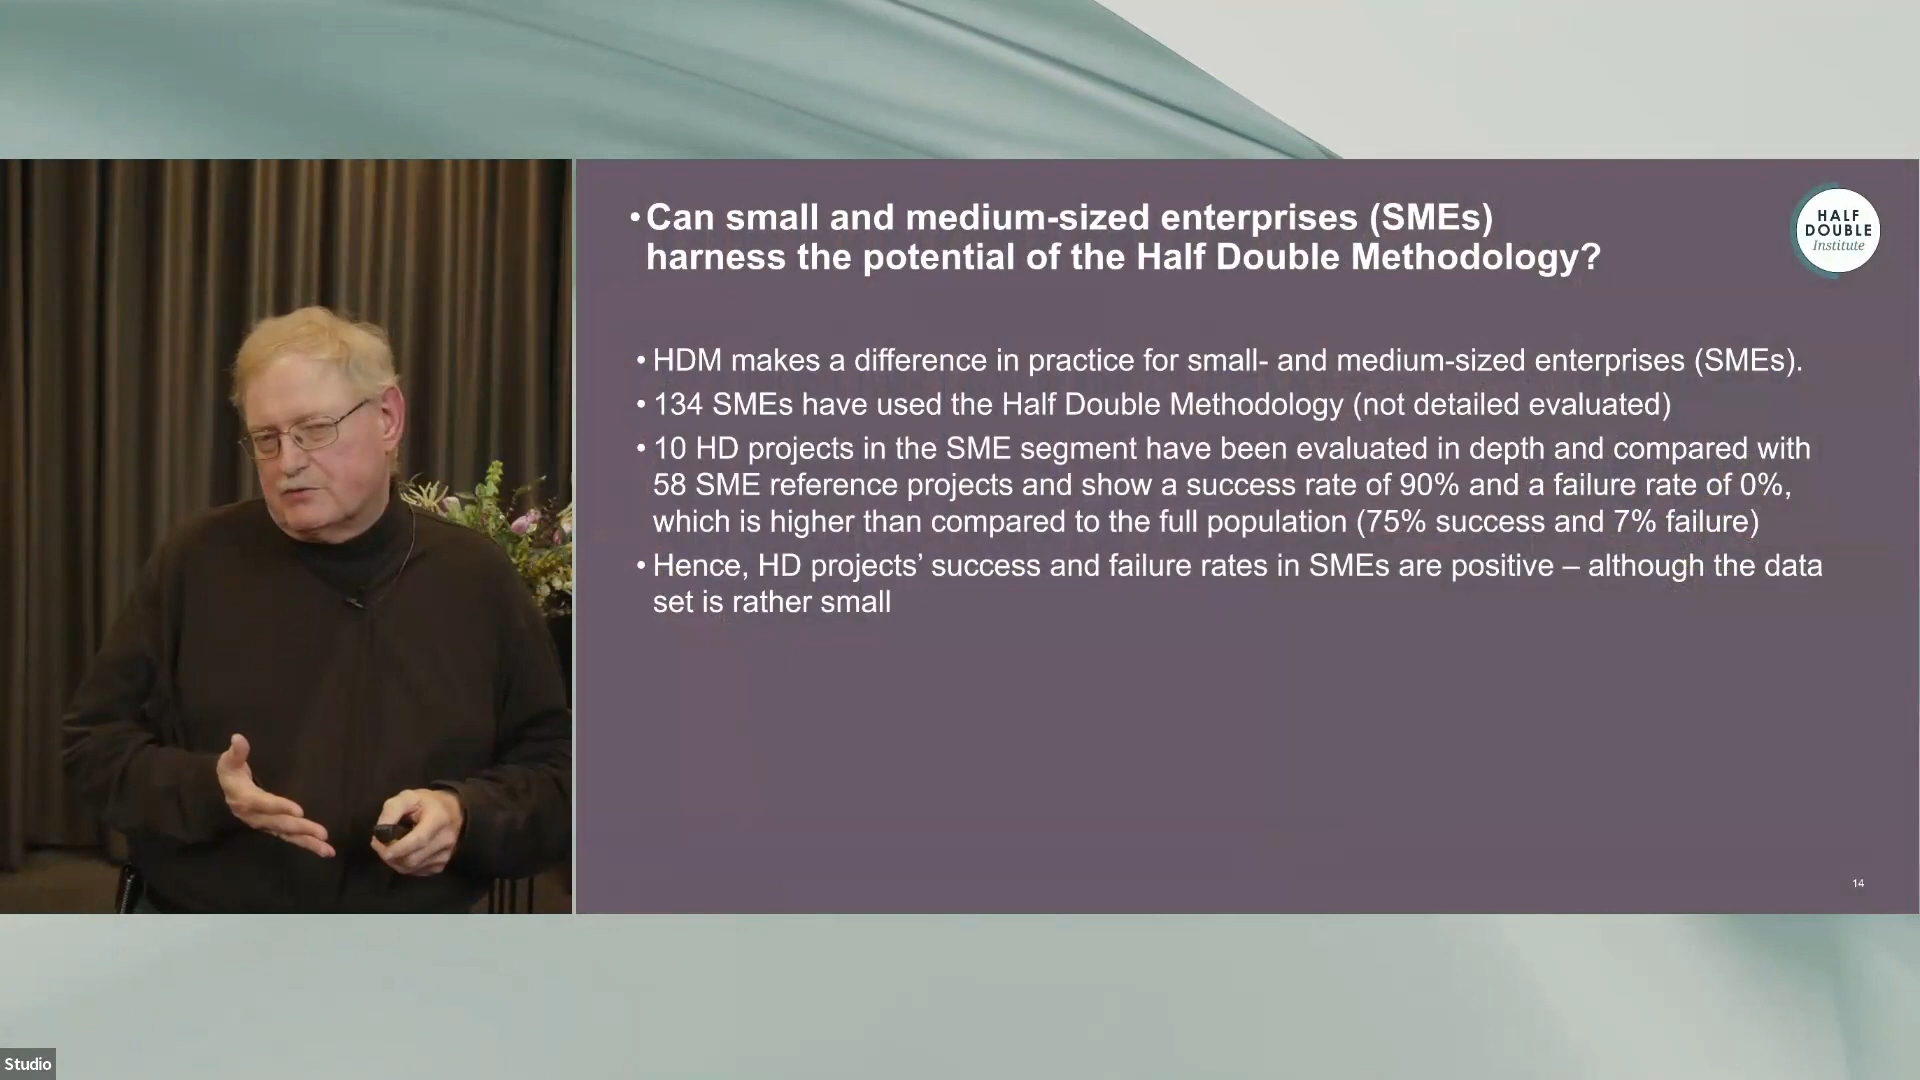 • Can small and medium-sized enterprises (SMEs)
harness the potential of the Half Double Methodology?
HALF
DOUBLE
Institute
• HDM makes a difference in practice for small- and medium-sized enterprises (SMEs).
• 134 SMEs have used the Half Double Methodology (not detailed evaluated)
• 10 HD projects in the SME segment have been evaluated in depth and compared with
58 SME reference projects and show a success rate of 90% and a failure rate of 0%,
which is higher than compared to the full population (75% success and 7% failure)
• Hence, HD projects’ success and failure rates in SMEs are positive – although the data
set is rather small
14
Studio